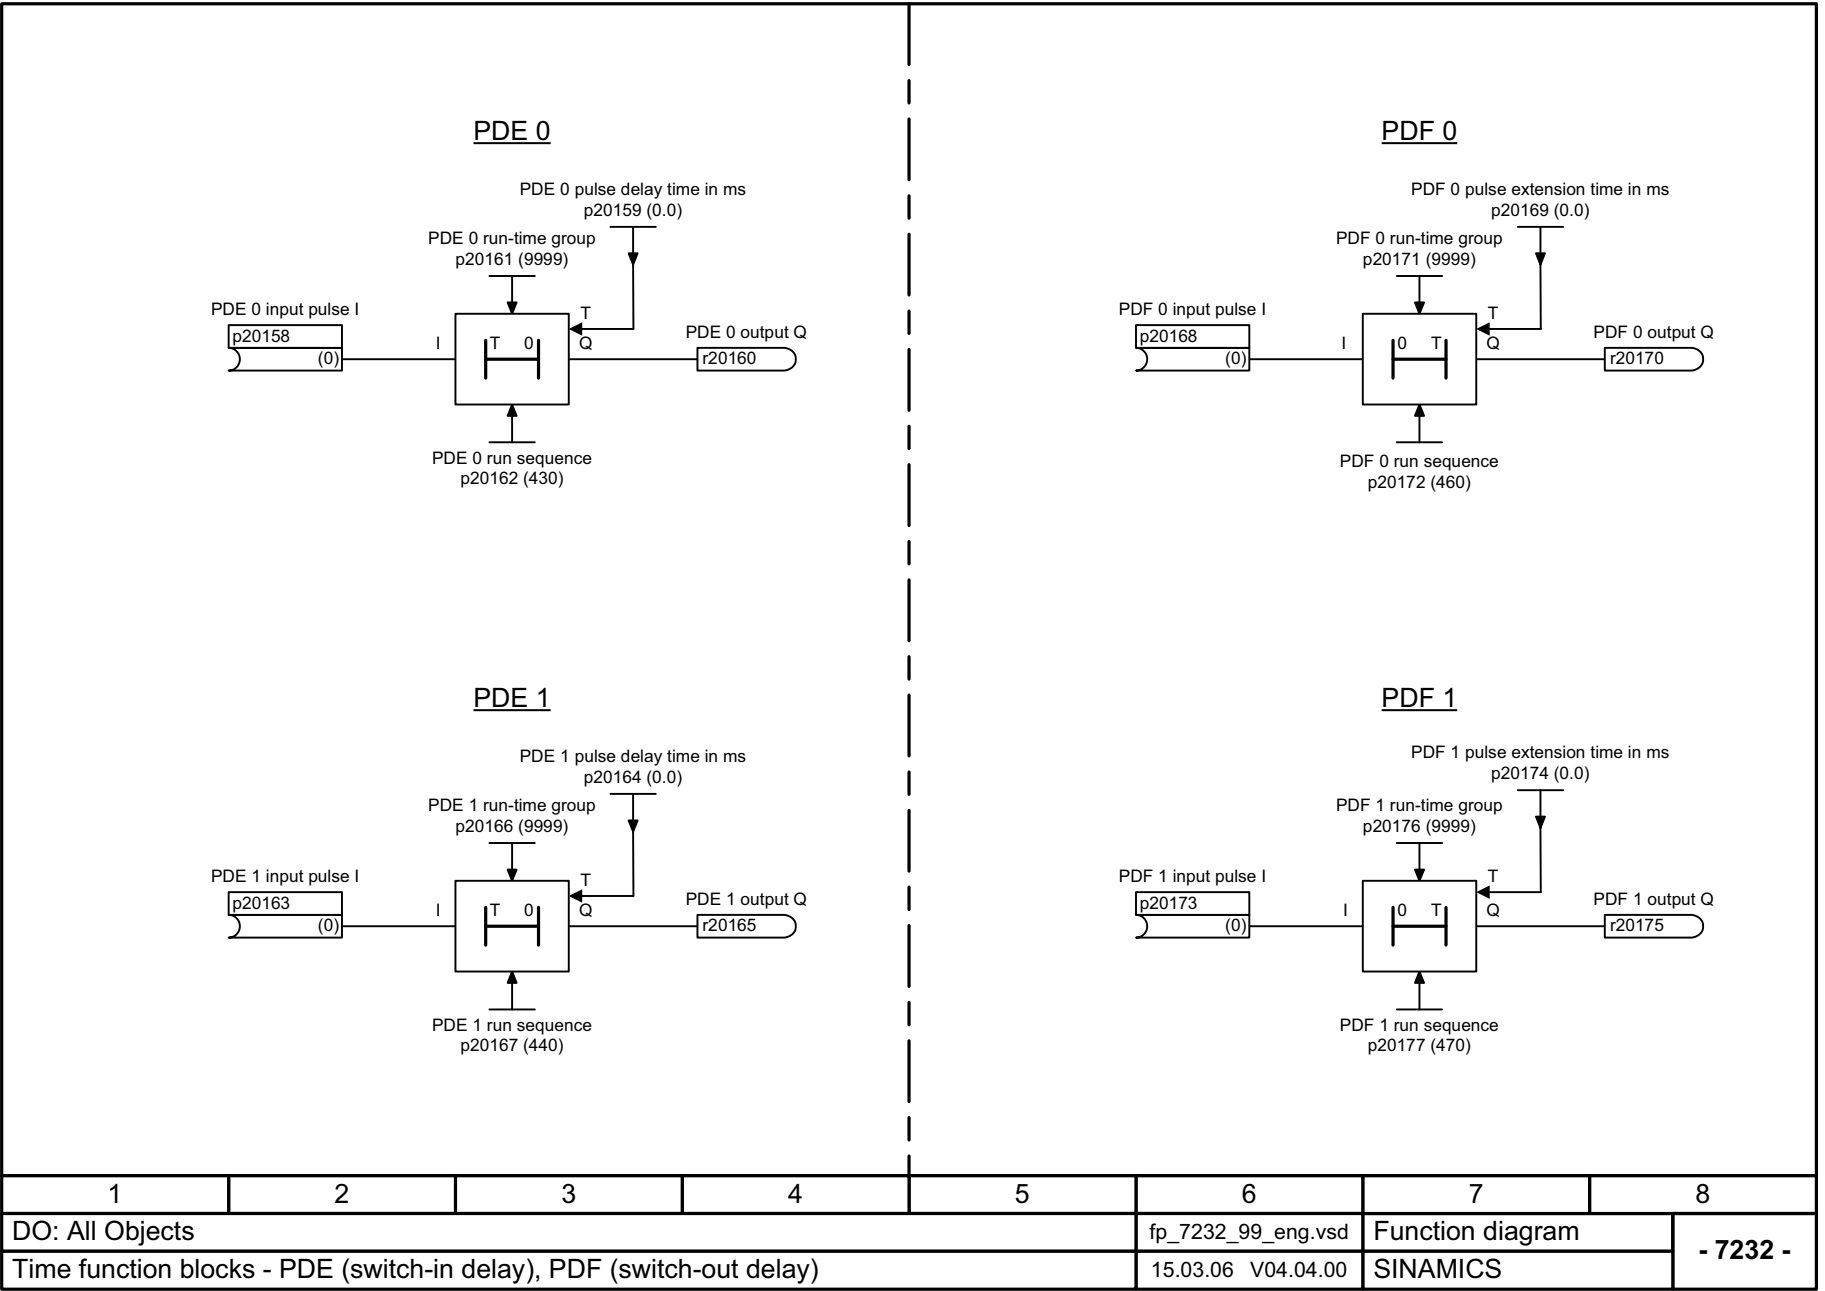 PDE 0
PDE 0 pulse delay time in ms
p20159 (0.0)
PDE 0 run-time group
p20161 (9999)
PDE 0 input pulse I
p20158
(0)
I
T 0
T
Q
PDE 0 output Q
r20160
PDE 0 run sequence
p20162 (430)
PDF 0
PDF 0 pulse extension time in ms
p20169 (0.0)
PDF 0 run-time group
p20171 (9999)
PDF 0 input pulse I
p20168
(0)
I
0 T
T
Q
PDF 0 output Q
r20170
PDF 0 run sequence
p20172 (460)
PDE 1
PDE 1 pulse delay time in ms
p20164 (0.0)
PDE 1 run-time group
p20166 (9999)
PDE 1 input pulse I
p20163
(0)
I
T 0
T
Q
PDE 1 output Q
r20165
PDE 1 run sequence
p20167 (440)
PDF 1
PDF 1 pulse extension time in ms
p20174 (0.0)
PDF 1 run-time group
p20176 (9999)
PDF 1 input pulse I
p20173
(0)
I
0 T
T
Q
PDF 1 output Q
r20175
PDF 1 run sequence
p20177 (470)
1 2 3 4 5 6 7 8
DO: All Objects
fp_7232_99_eng.vsd
Function diagram
- 7232 -
Time function blocks - PDE (switch-in delay), PDF (switch-out delay)
15.03.06 V04.04.00
SINAMICS